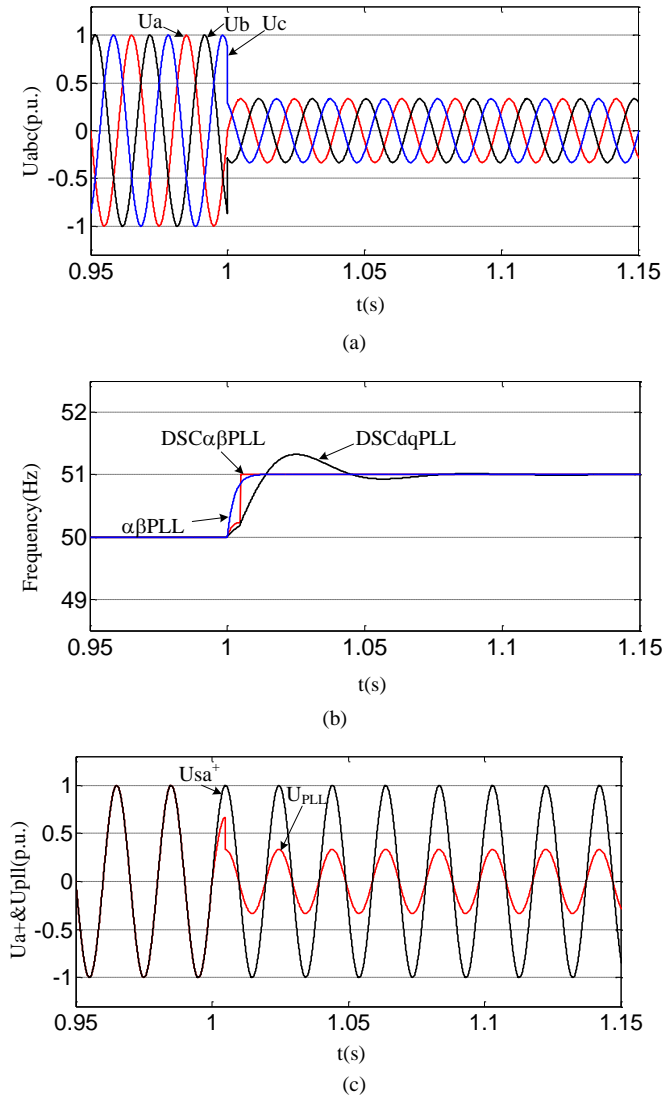 Ua Ub Uc
1
0.5
0
-0.5
-1
Uabc(p.u.)
0.95 1 1.05 1.1 1.15
t(s)
(a)
52
51
50
49
Frequency(Hz)
DSCαβPLL DSCdqPLL
αβPLL
0.95 1 1.05 1.1 1.15
t(s)
(b)
Usa+
UPLL
1
0.5
0
-0.5
-1
Ua+&Upll(p.u.)
0.95 1 1.05 1.1 1.15
t(s)
(c)